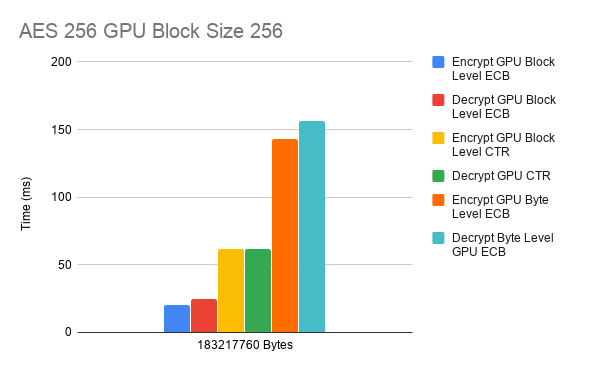 AES 256 GPU Block Size 256
200
150
100
50
0
Time (ms)
183217760 Bytes
Encrypt GPU Block
Level ECB
Decrypt GPU Block
Level ECB
Encrypt GPU Block
Level CTR
Decrypt GPU CTR
Encrypt GPU Byte
Level ECB
Decrypt Byte Level
GPU ECB